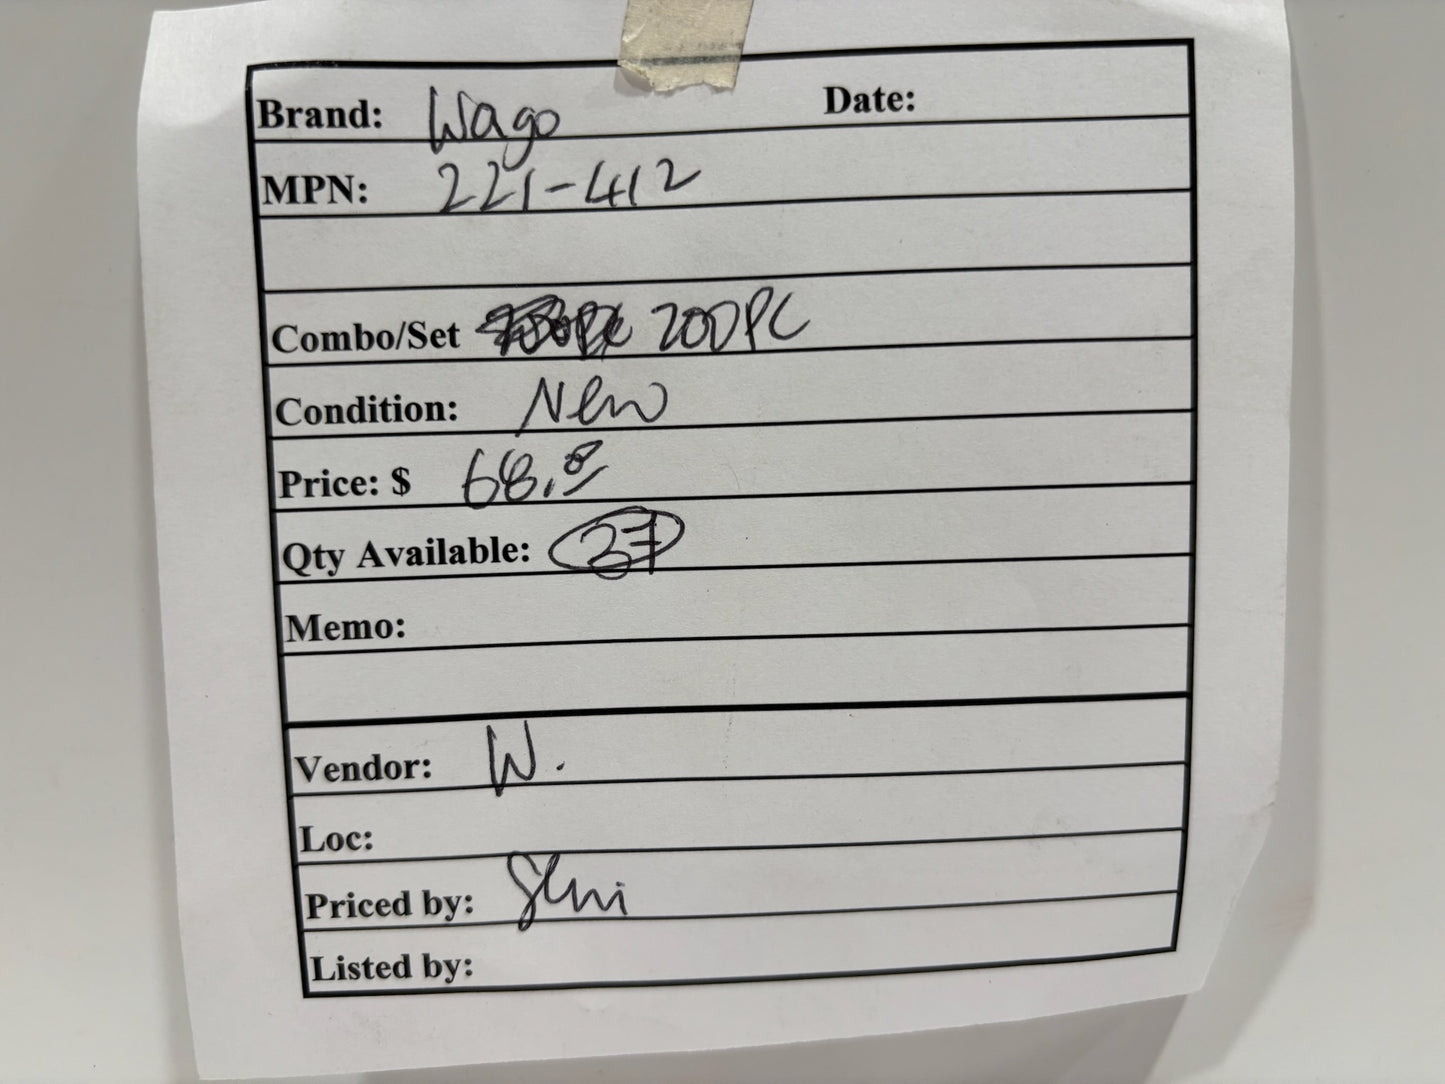 Brand: Wago Date:
MPN: 221-412
Combo/Set 200PC
Condition: New
Price: $ 68.
Qty Available: 37
Memo:
Vendor: W.
Loc:
Priced by:
Listed by: